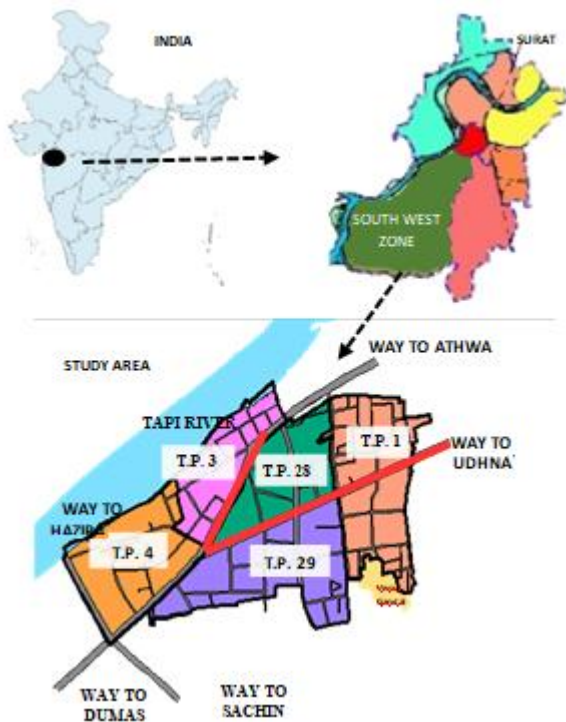 INDIA
SURAT
SOUTH WEST
ZONE
STUDY AREA
WAY TO ATHWA
TAPI RIVER
T.P. 3
T.P. 28
T.P. 1
WAY TO
UDHNA
WAY TO
HAZIRA
T.P. 4
T.P. 29
WAY TO
DUMAS
WAY TO
SACHIN